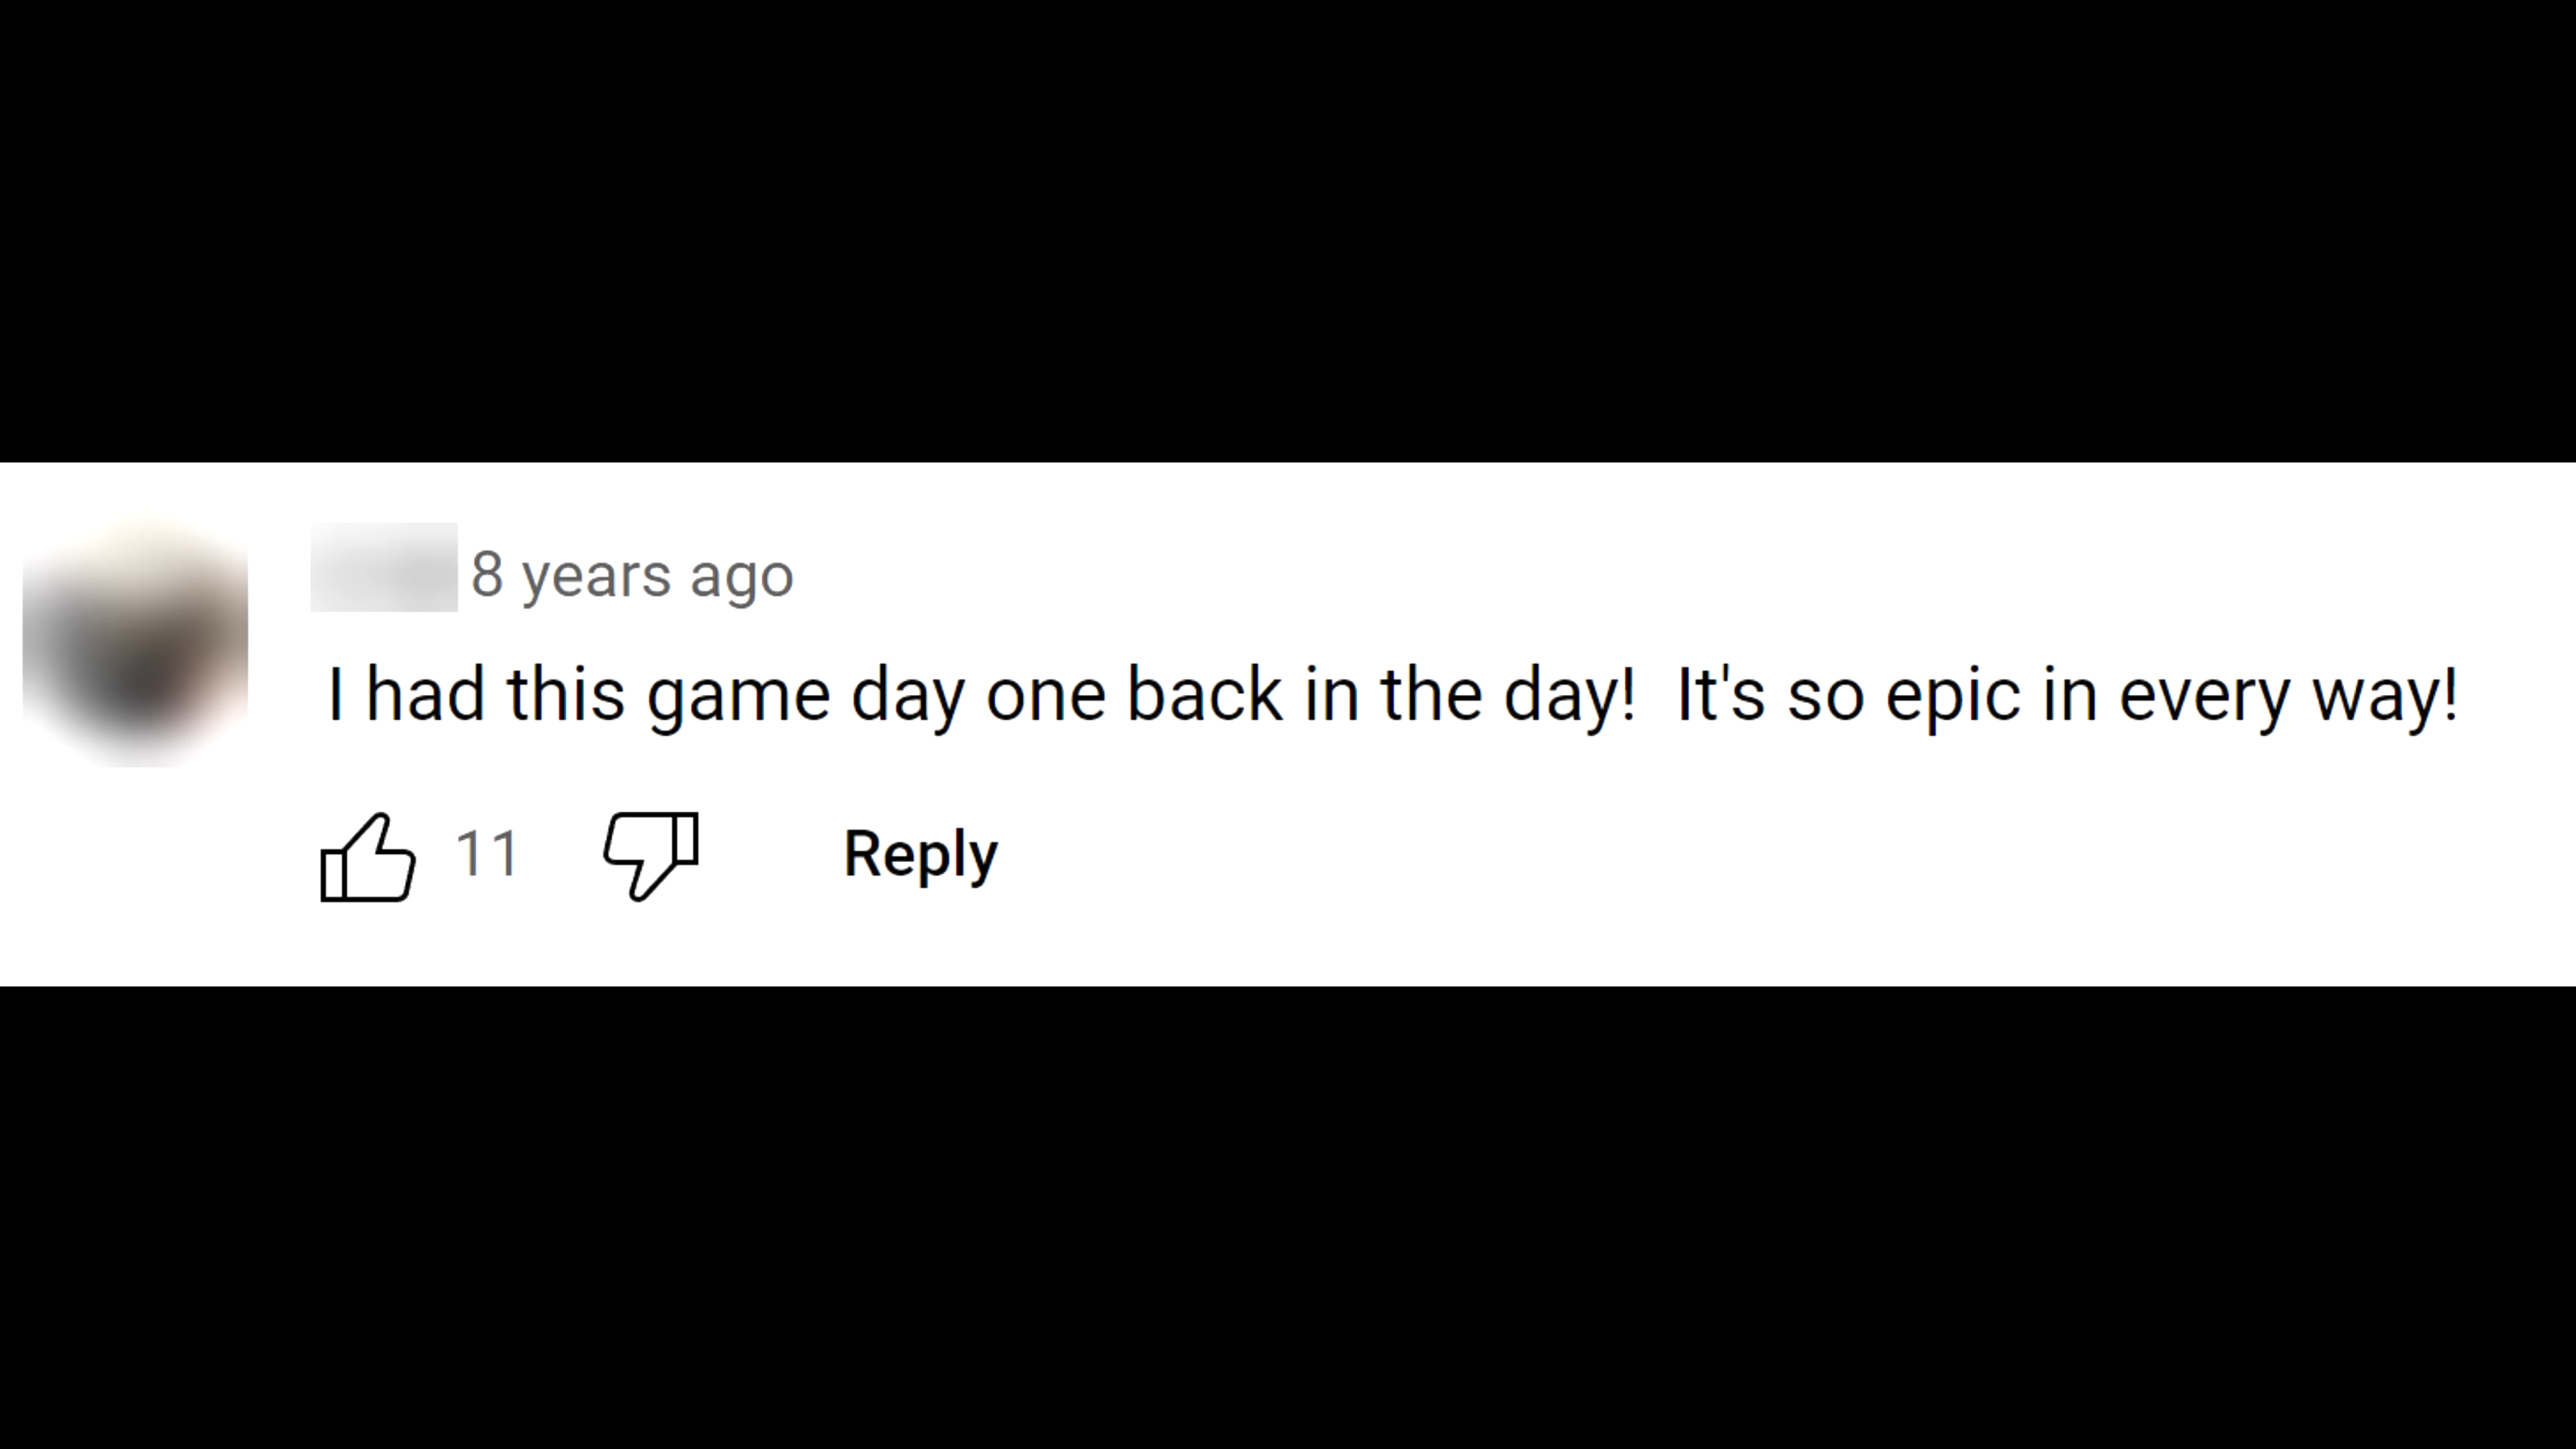 8 years ago
I had this game day one back in the day!  It's so epic in every way!
11 Reply